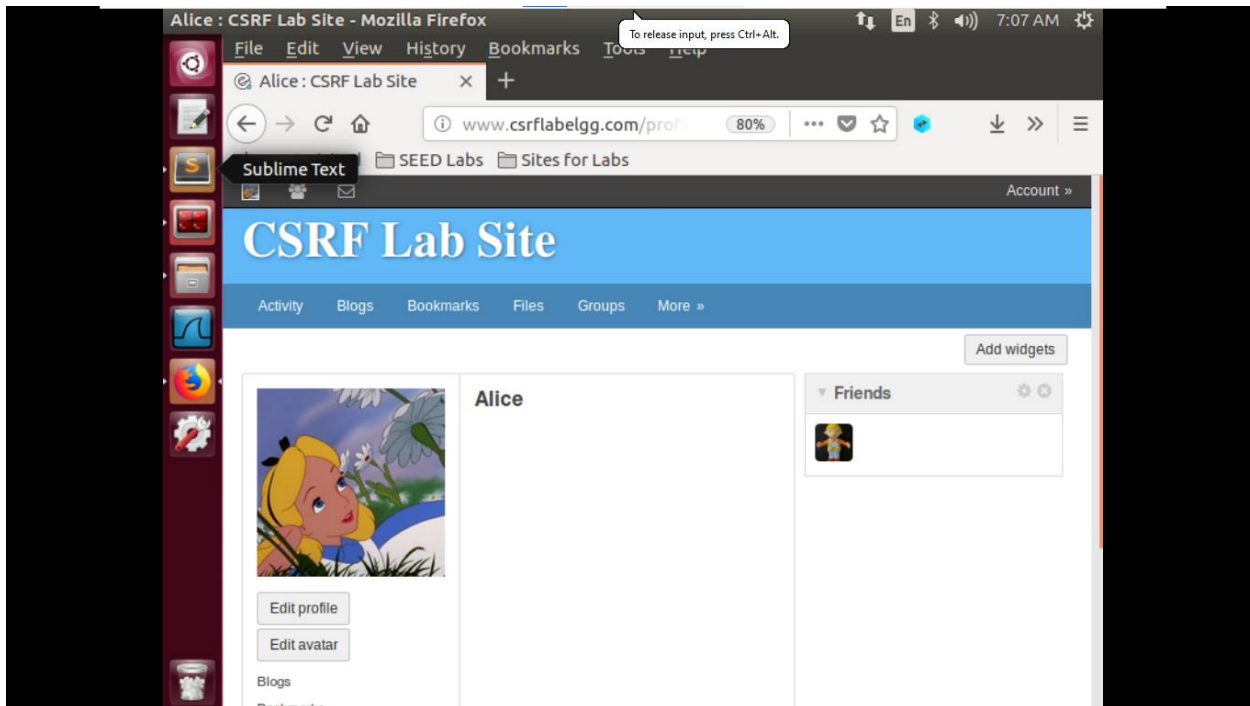 Alice : CSRF Lab Site - Mozilla Firefox
En
7:07 AM
To release input, press Ctrl+Alt.
File Edit View History Bookmarks Tools Help
Alice : CSRF Lab Site
www.csrflabelgg.com/prof
80%
SEED Labs
Sites for Labs
Sublime Text
Account »
CSRF Lab Site
Activity Blogs Bookmarks Files Groups More »
Add widgets
Alice
Friends
Edit profile
Edit avatar
Blogs